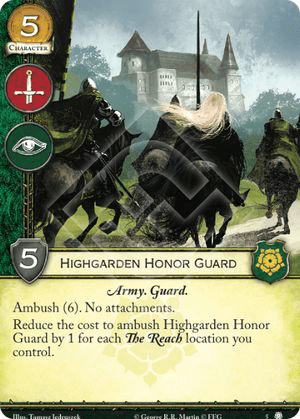 5
CHARACTER
5
HIGHGARDEN HONOR GUARD
Army. Guard.
Ambush (6). No attachments.
Reduce the cost to ambush Highgarden Honor
Guard by 1 for each The Reach location you
control.
Illus. Tomasz Jedruszek
© George R.R. Martin © FFG
5